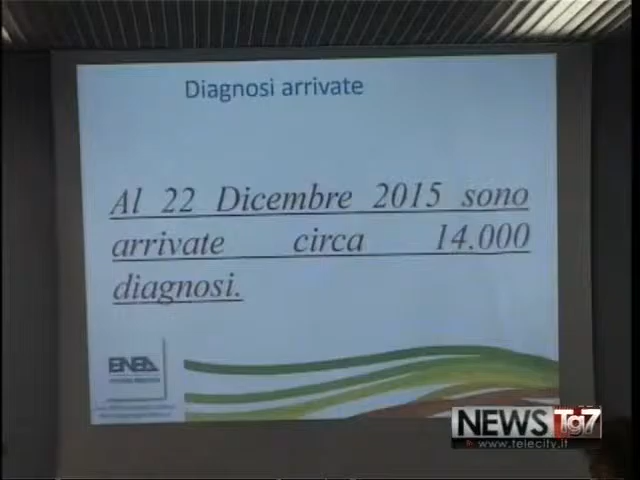 Diagnosi arrivate
Al 22 Dicembre 2015 sono
arrivate circa 14.000
diagnosi.
ENEA
NEWS Tg7
www.telecity.it